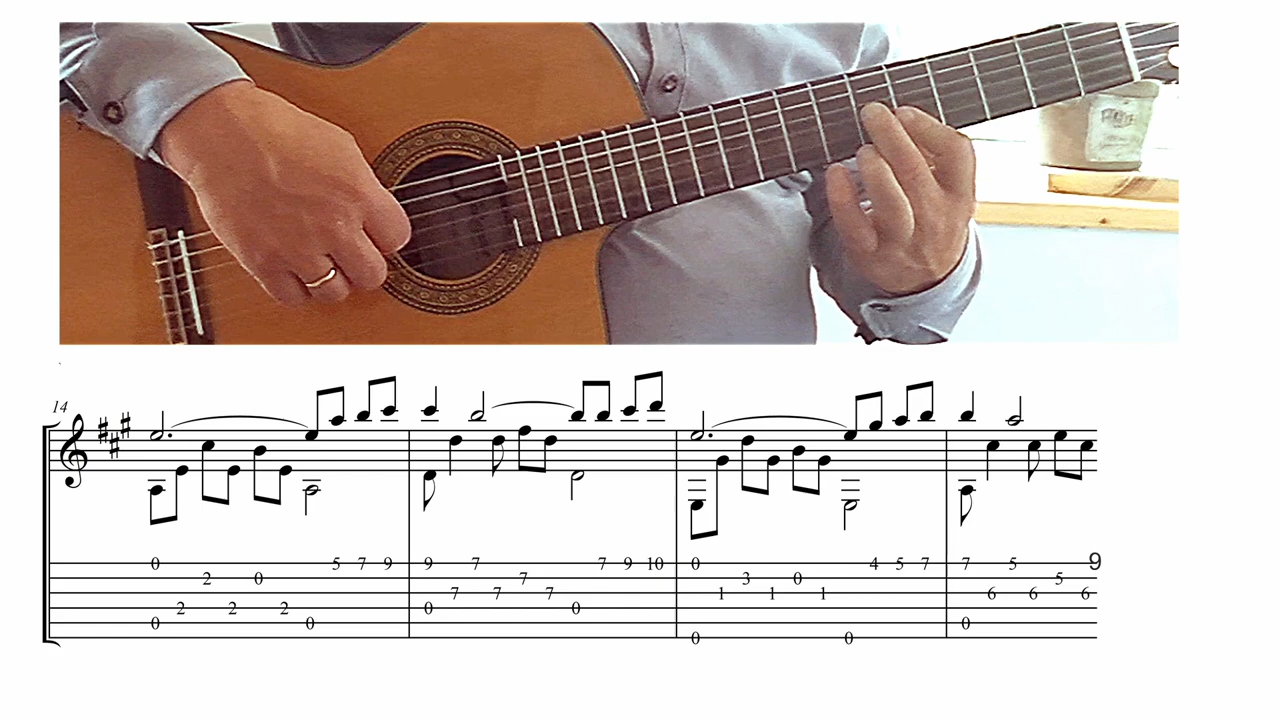 14
0 5 7 9 9 7 7 9 10 0 4 5 7 7 5 9
2 0 7 3 0 5
7 7 7 1 1 1 6 6 6
2 2 2 0 0
0 0 0
0 0